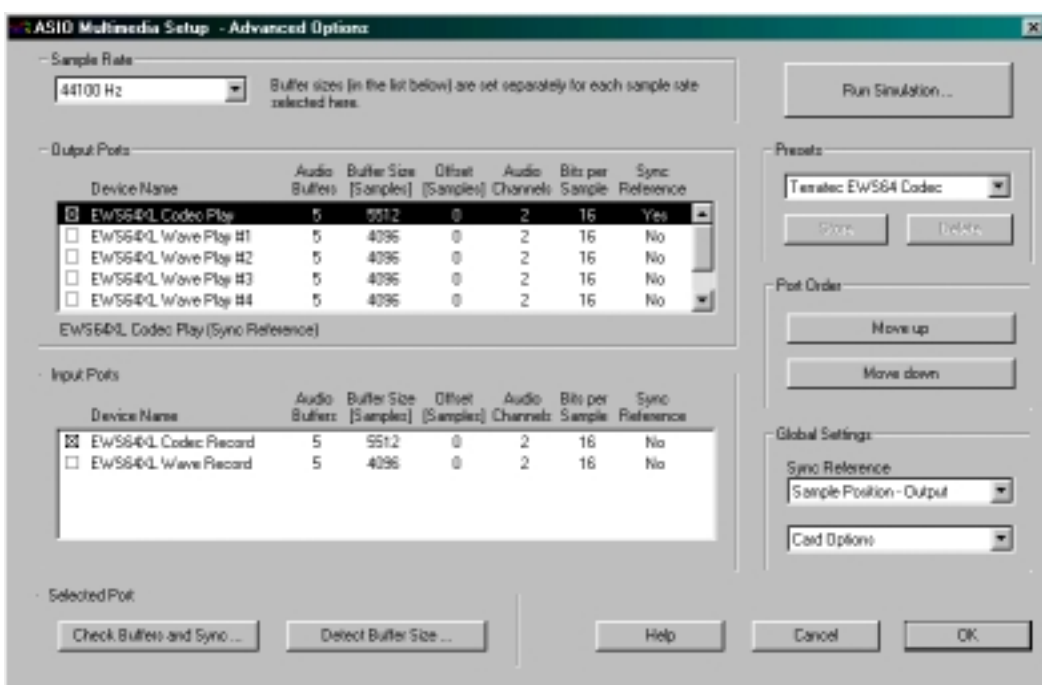 ASIO Multimedia Setup - Advanced Options
Sample Rate
44100 Hz
Buffer sizes (in the list below) are set separately for each sample rate
selected here.
Run Simulation...
Output Ports
Device Name Audio Buffers Buffer Size [Samples] Offset [Samples] Audio Channels Bits per Sample Sync Reference
EWS64XL Codec Play 5 5512 0 2 16 Yes
EWS64XL Wave Play #1 5 4096 0 2 16 No
EWS64XL Wave Play #2 5 4096 0 2 16 No
EWS64XL Wave Play #3 5 4096 0 2 16 No
EWS64XL Wave Play #4 5 4096 0 2 16 No
EWS64XL Codec Play (Sync Reference)
Presets
Terratec EWS64 Codec
Store Delete
Port Order
Move up
Move down
Input Ports
Device Name Audio Buffers Buffer Size [Samples] Offset [Samples] Audio Channels Bits per Sample Sync Reference
EWS64XL Codec Record 5 5512 0 2 16 No
EWS64XL Wave Record 5 4096 0 2 16 No
Global Settings
Sync Reference
Sample Position - Output
Card Options
Selected Port
Check Buffers and Sync ... Detect Buffer Size ... Help Cancel OK